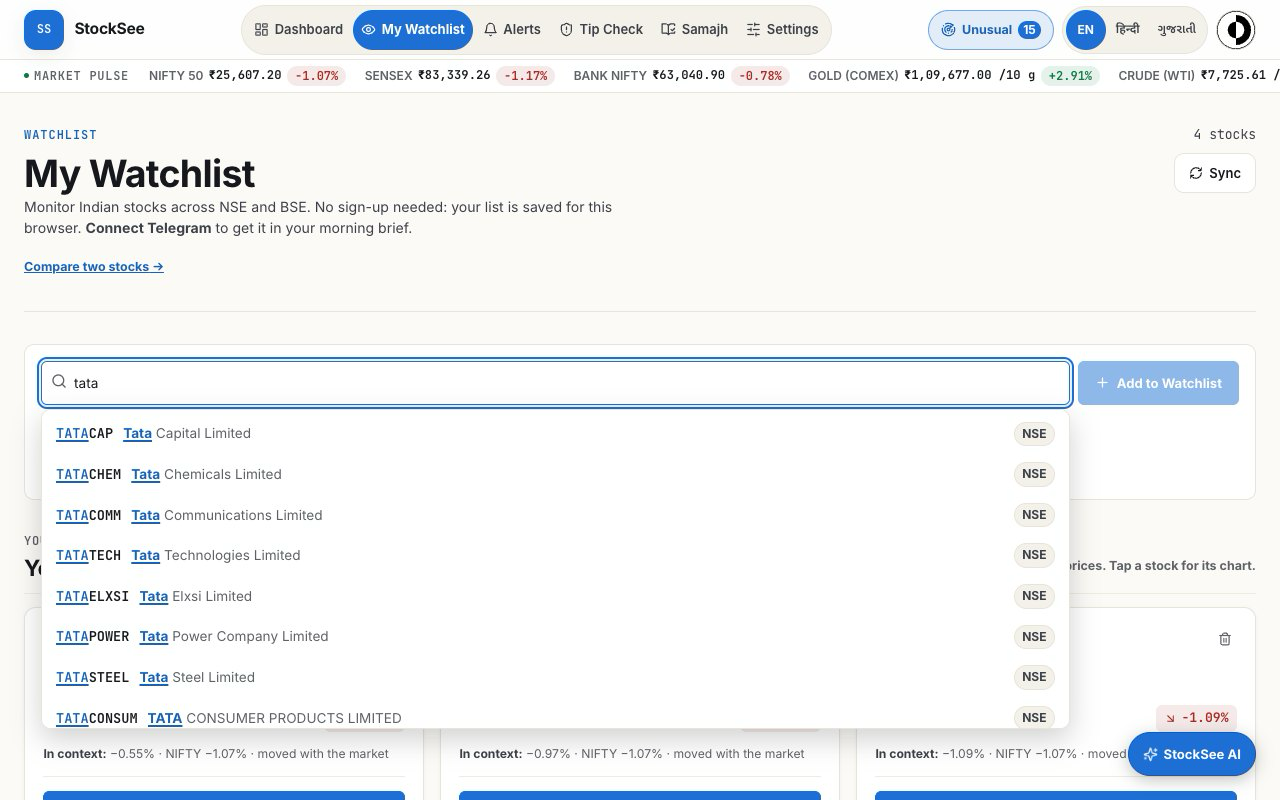 SS StockSee Dashboard My Watchlist Alerts Tip Check Samajh Settings Unusual 15 EN हिन्दी ગુજરાતી
MARKET PULSE NIFTY 50 ₹25,607.20 -1.07% SENSEX ₹83,339.26 -1.17% BANK NIFTY ₹63,040.90 -0.78% GOLD (COMEX) ₹1,09,677.00 /10 g +2.91% CRUDE (WTI) ₹7,725.61 /
WATCHLIST
4 stocks
My Watchlist
Sync
Monitor Indian stocks across NSE and BSE. No sign-up needed: your list is saved for this
browser. Connect Telegram to get it in your morning brief.
Compare two stocks →
tata
+ Add to Watchlist
TATACAP Tata Capital Limited NSE
TATACHEM Tata Chemicals Limited NSE
TATACOMM Tata Communications Limited NSE
TATATECH Tata Technologies Limited NSE
TATAELXSI Tata Elxsi Limited NSE
TATAPOWER Tata Power Company Limited NSE
TATASTEEL Tata Steel Limited NSE
TATACONSUM TATA CONSUMER PRODUCTS LIMITED NSE
Tap a stock for its chart.
↘ -1.09%
In context: −0.55% · NIFTY −1.07% · moved with the market
In context: −0.97% · NIFTY −1.07% · moved with the market
In context: −1.09% · NIFTY −1.07% · moved
StockSee AI